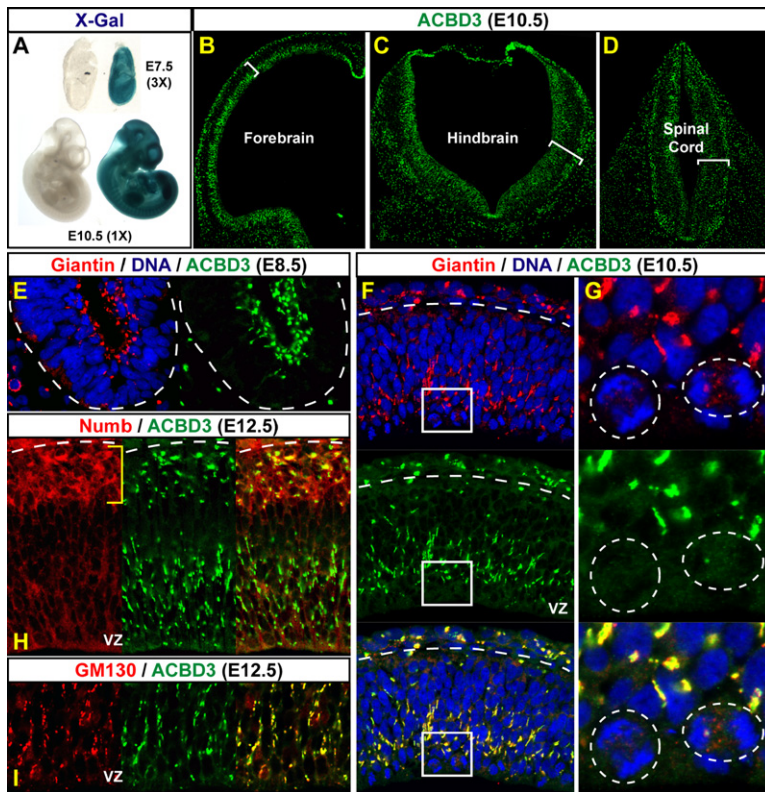 X-Gal
ACBD3 (E10.5)
A
E7.5
(3X)
E10.5 (1X)
B
Forebrain
C
Hindbrain
D
Spinal
Cord
Giantin / DNA / ACBD3 (E8.5)
E
Giantin / DNA / ACBD3 (E10.5)
F
VZ
G
Numb / ACBD3 (E12.5)
H
VZ
GM130 / ACBD3 (E12.5)
I
VZ